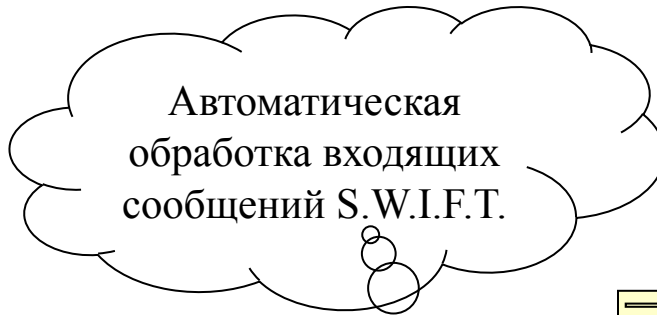 Автоматическая
обработка входящих
сообщений S.W.I.F.T.